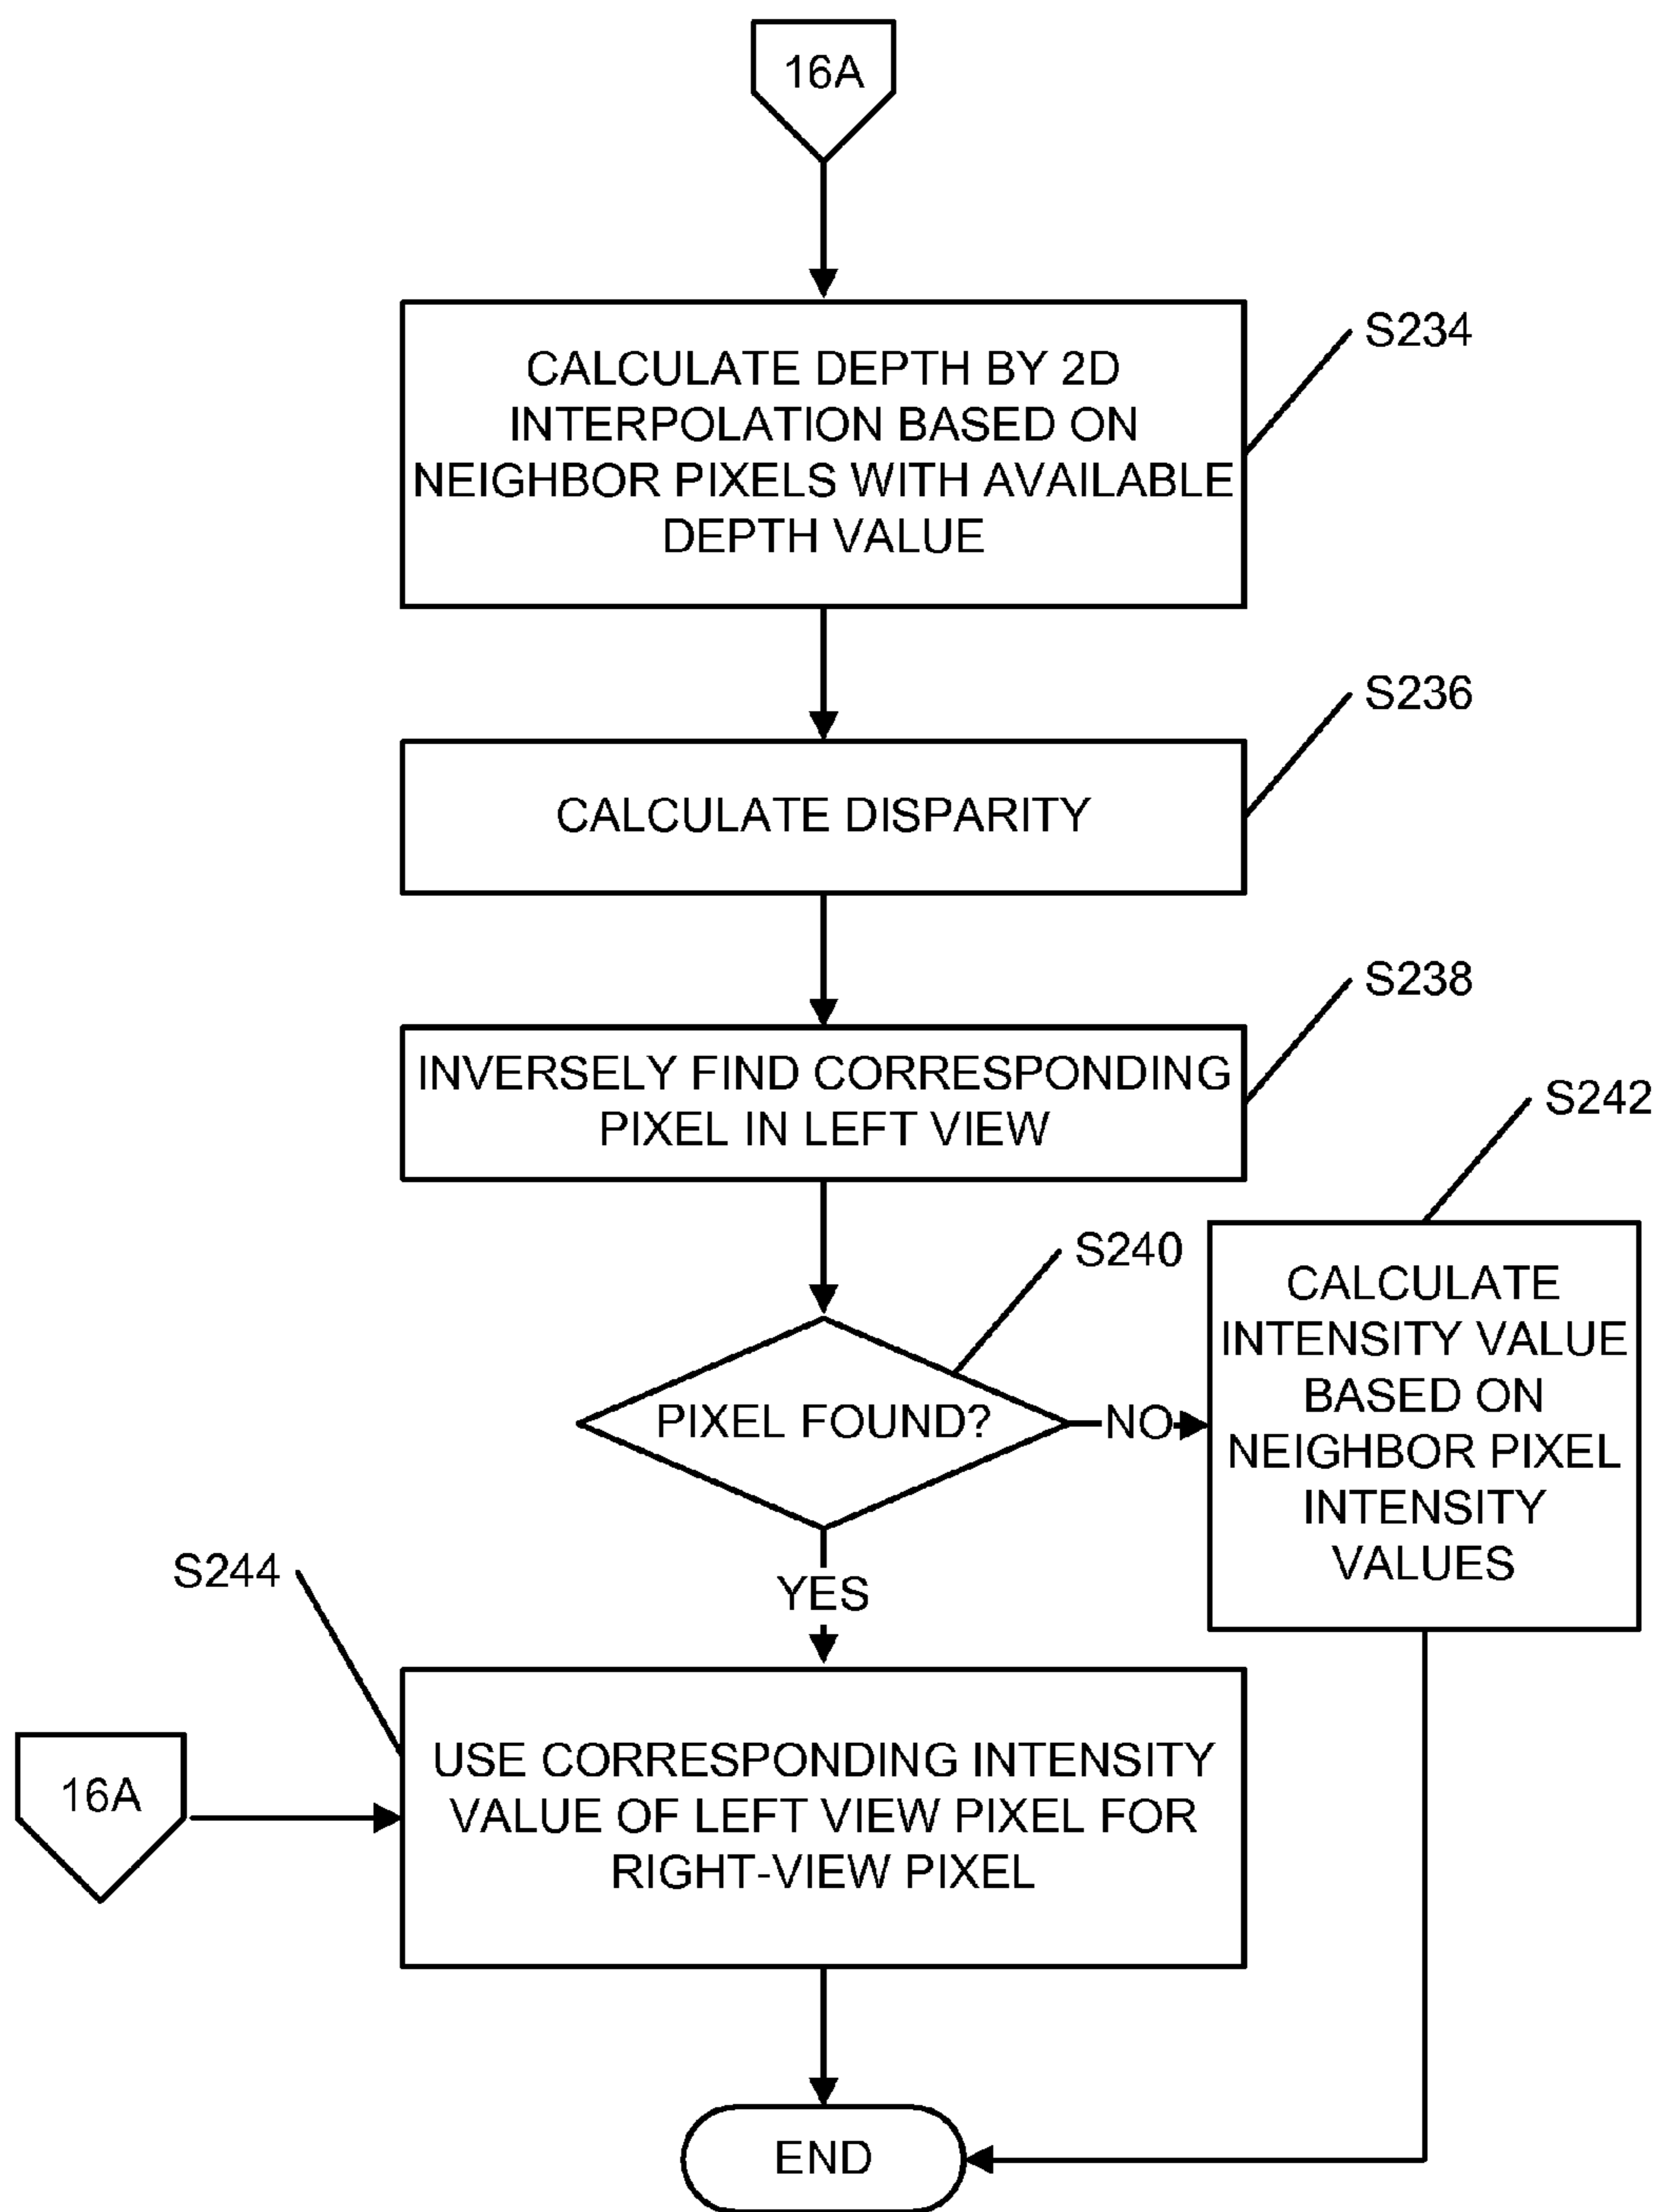 16A
CALCULATE DEPTH BY 2D
INTERPOLATION BASED ON
NEIGHBOR PIXELS WITH AVAILABLE
DEPTH VALUE
S234
CALCULATE DISPARITY
S236
INVERSELY FIND CORRESPONDING
PIXEL IN LEFT VIEW
S238
PIXEL FOUND?
S240
NO
CALCULATE
INTENSITY VALUE
BASED ON
NEIGHBOR PIXEL
INTENSITY
VALUES
S242
YES
S244
16A
USE CORRESPONDING INTENSITY
VALUE OF LEFT VIEW PIXEL FOR
RIGHT-VIEW PIXEL
END